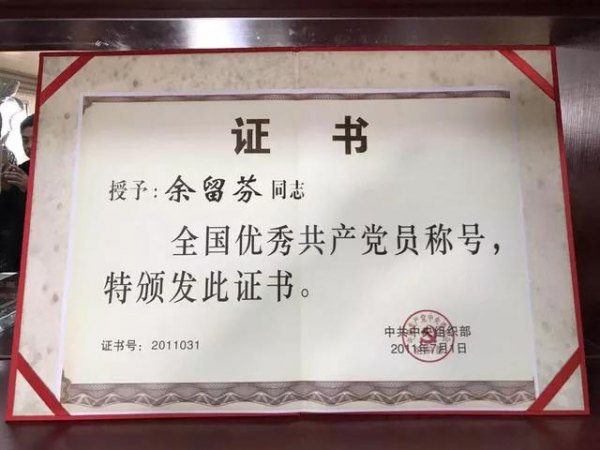 证 书
授予：余留芬同志
全国优秀共产党员称号，
特颁发此证书。
证书号：2011031
中共中央组织部
2011年7月1日